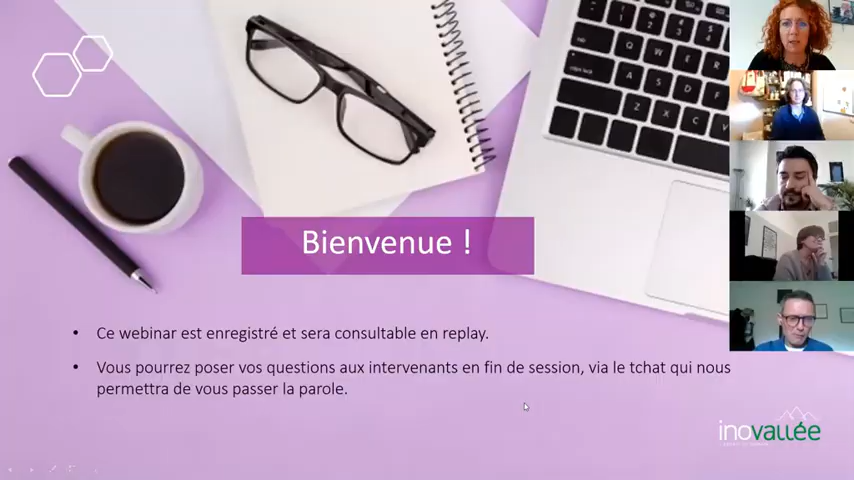 Bienvenue !
• Ce webinar est enregistré et sera consultable en replay.
• Vous pourrez poser vos questions aux intervenants en fin de session, via le tchat qui nous
permettra de vous passer la parole.
inovallée